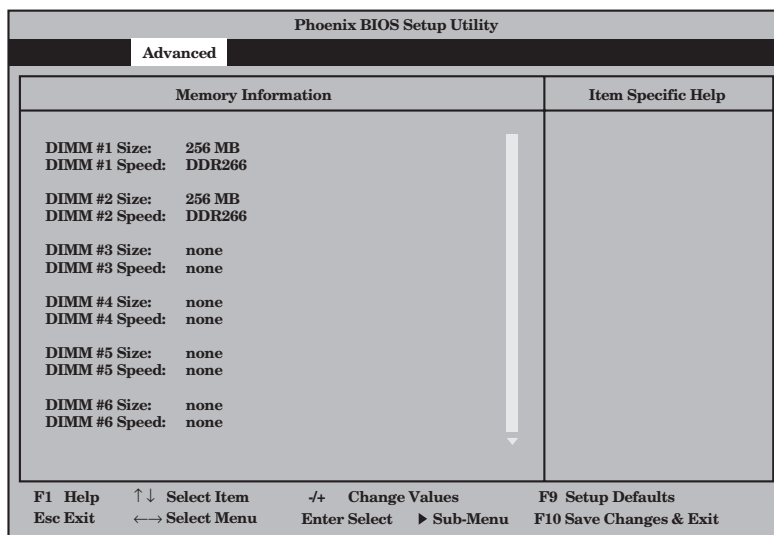 Phoenix BIOS Setup Utility
Advanced
Memory Information
Item Specific Help
DIMM #1 Size: 256 MB
DIMM #1 Speed: DDR266
DIMM #2 Size: 256 MB
DIMM #2 Speed: DDR266
DIMM #3 Size: none
DIMM #3 Speed: none
DIMM #4 Size: none
DIMM #4 Speed: none
DIMM #5 Size: none
DIMM #5 Speed: none
DIMM #6 Size: none
DIMM #6 Speed: none
F1 Help ↑↓ Select Item -/+ Change Values F9 Setup Defaults
Esc Exit ←→ Select Menu Enter Select ▶ Sub-Menu F10 Save Changes & Exit